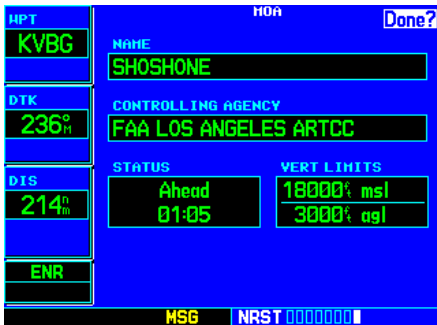 WPT
KVBG
DTK
236°M
DIS
214nm
ENR
MOA
Done?
NAME
SHOSHONE
CONTROLLING AGENCY
FAA LOS ANGELES ARTCC
STATUS
Ahead
01:05
VERT LIMITS
18000ft msl
3000ft agl
MSG
NRST